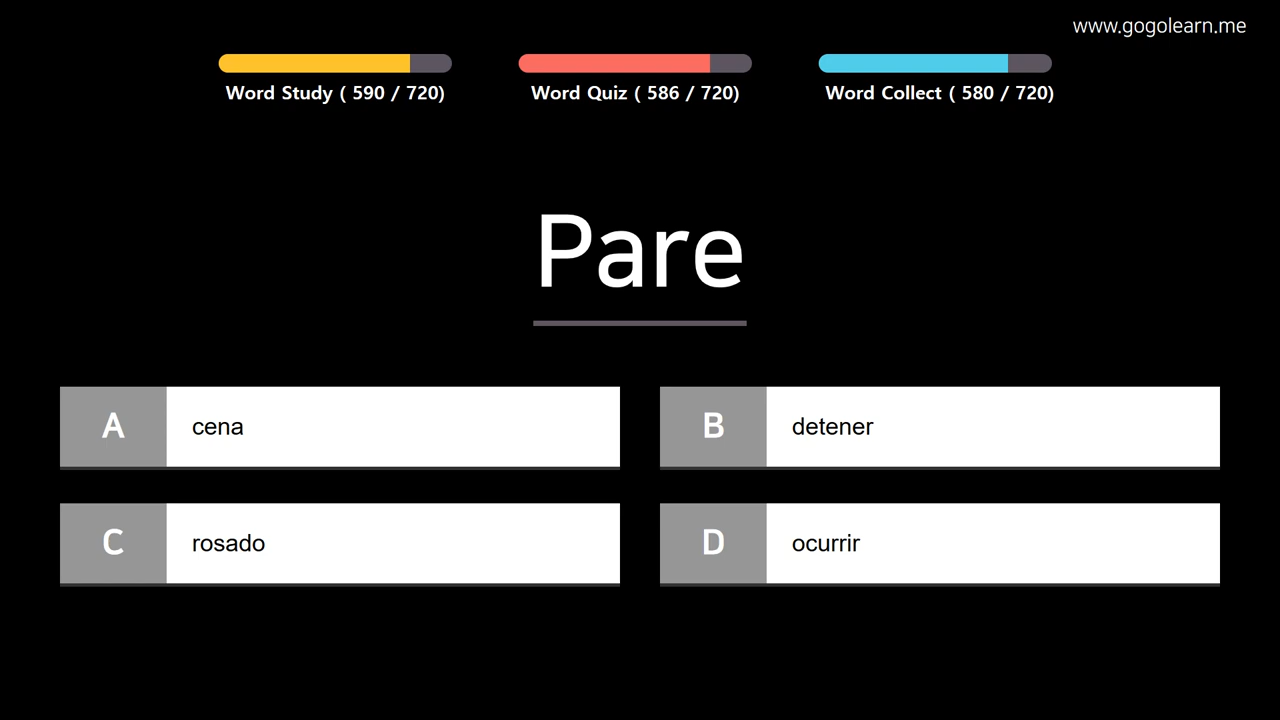 www.gogolearn.me
Word Study ( 590 / 720)
Word Quiz ( 586 / 720)
Word Collect ( 580 / 720)
Pare
A
cena
B
detener
C
rosado
D
ocurrir